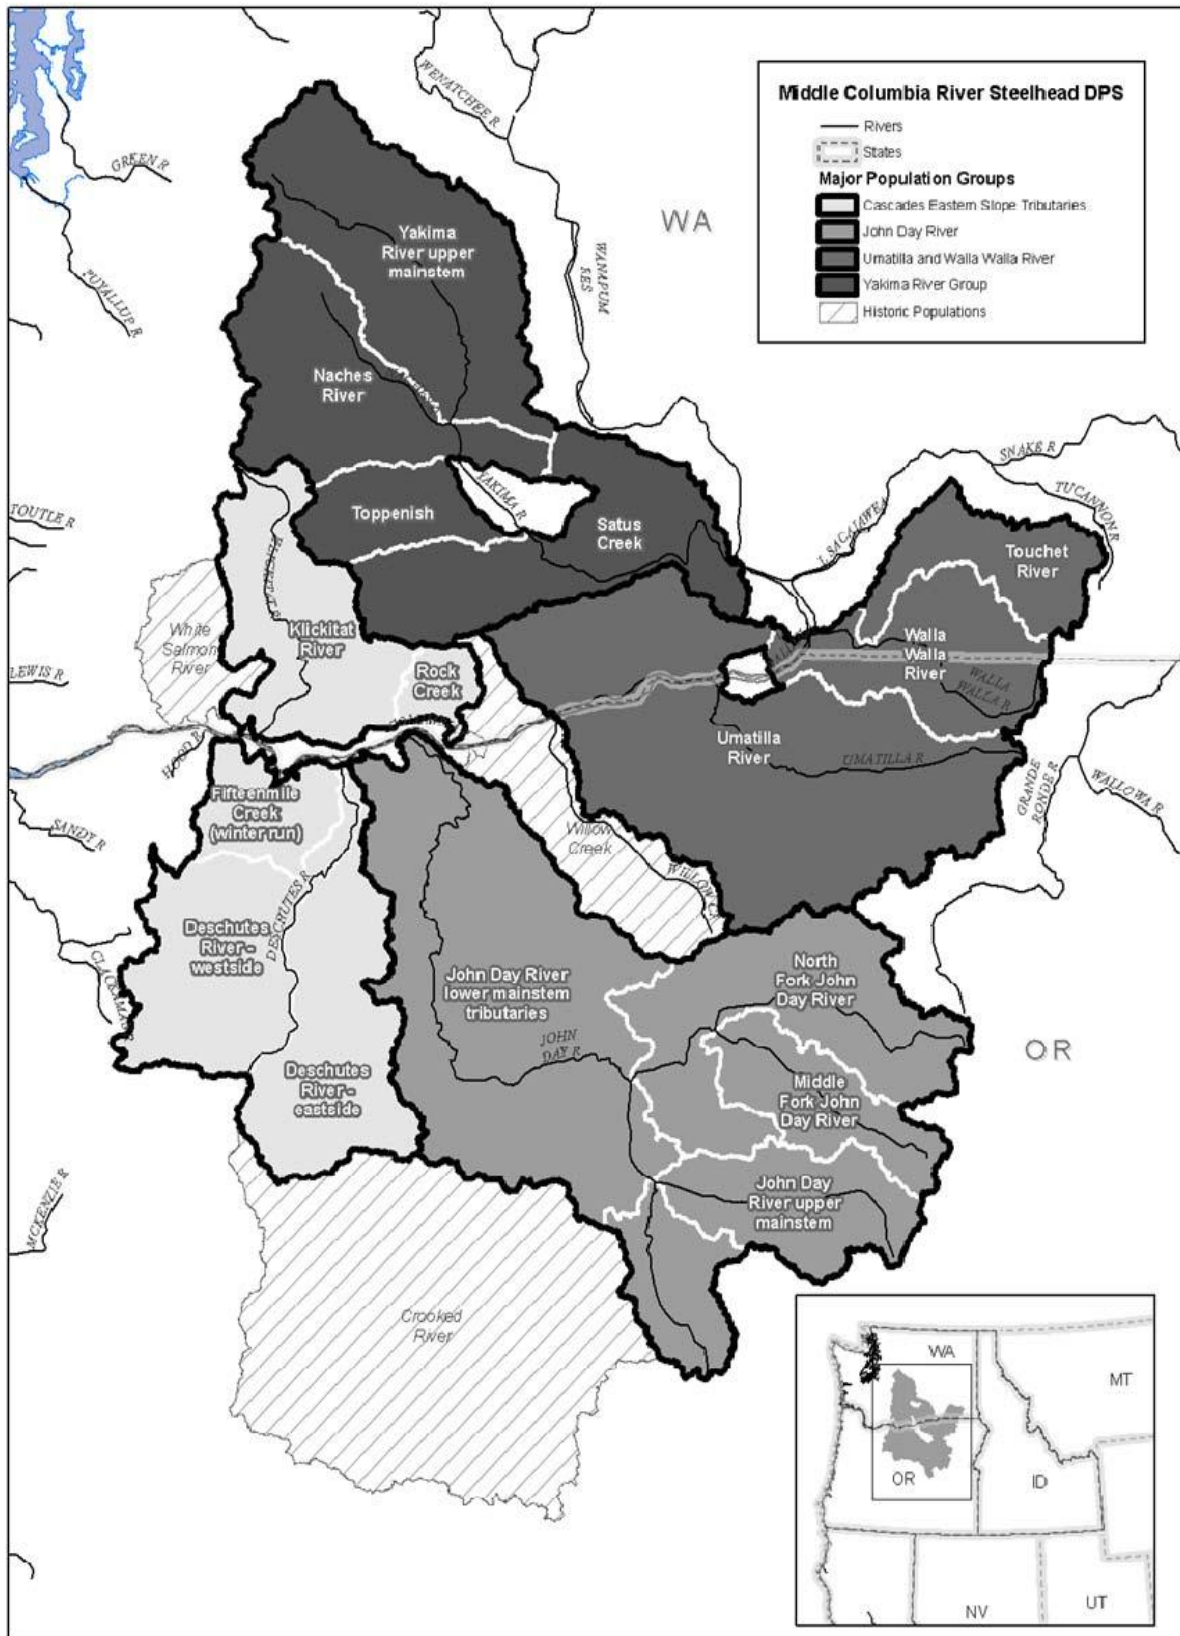 Middle Columbia River Steelhead DPS
Rivers
States
Major Population Groups
Cascades Eastern Slope Tributaries
John Day River
Umatilla and Walla Walla River
Yakima River Group
Historic Populations
WENATCHEE R
GREEN R
PUYALLUP R
WA
WANAPUM
RES
Yakima
River upper
mainstem
Naches
River
YAKIMA R
Toppenish
Satus
Creek
SNAKE R
TUCANNON R
L SACAJAWEA
Touchet
River
TOUTLE R
KLICKITAT R
White
Salmon
River
Klickitat
River
Rock
Creek
Walla
Walla
River
WALLA
WALLA R
LEWIS R
HOOD R
Umatilla
River
UMATILLA R
GRANDE
RONDE R
WALLOWA R
Fifteenmile
Creek
(winter run)
SANDY R
Willow
Creek
WILLOW CR
DESCHUTES R
Deschutes
River -
westside
CLACKAMAS R
John Day River
lower mainstem
tributaries
North
Fork John
Day River
JOHN
DAY R
OR
Deschutes
River -
eastside
Middle
Fork John
Day River
MCKENZIE R
John Day
River upper
mainstem
Crooked
River
WA
MT
OR
ID
NV
UT